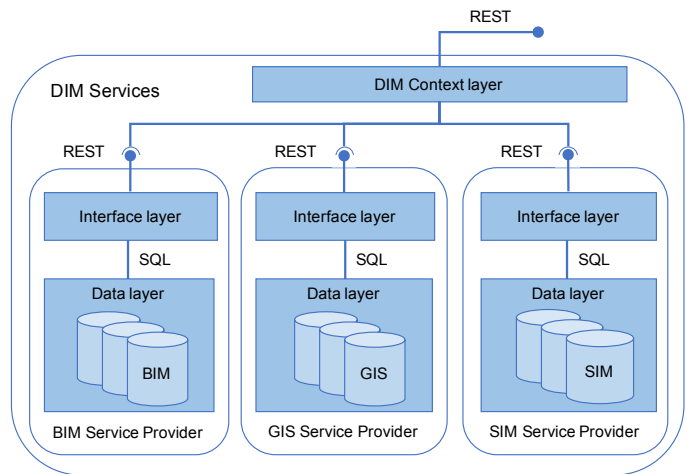 REST
DIM Context layer
DIM Services
REST
REST
REST
Interface layer
Interface layer
Interface layer
SQL
SQL
SQL
Data layer
Data layer
Data layer
BIM
GIS
SIM
BIM Service Provider
GIS Service Provider
SIM Service Provider